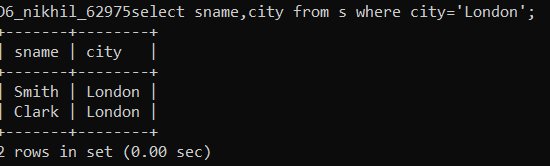 D6_nikhil_62975select sname,city from s where city='London';
+-------+--------+
| sname | city   |
+-------+--------+
| Smith | London |
| Clark | London |
+-------+--------+
2 rows in set (0.00 sec)